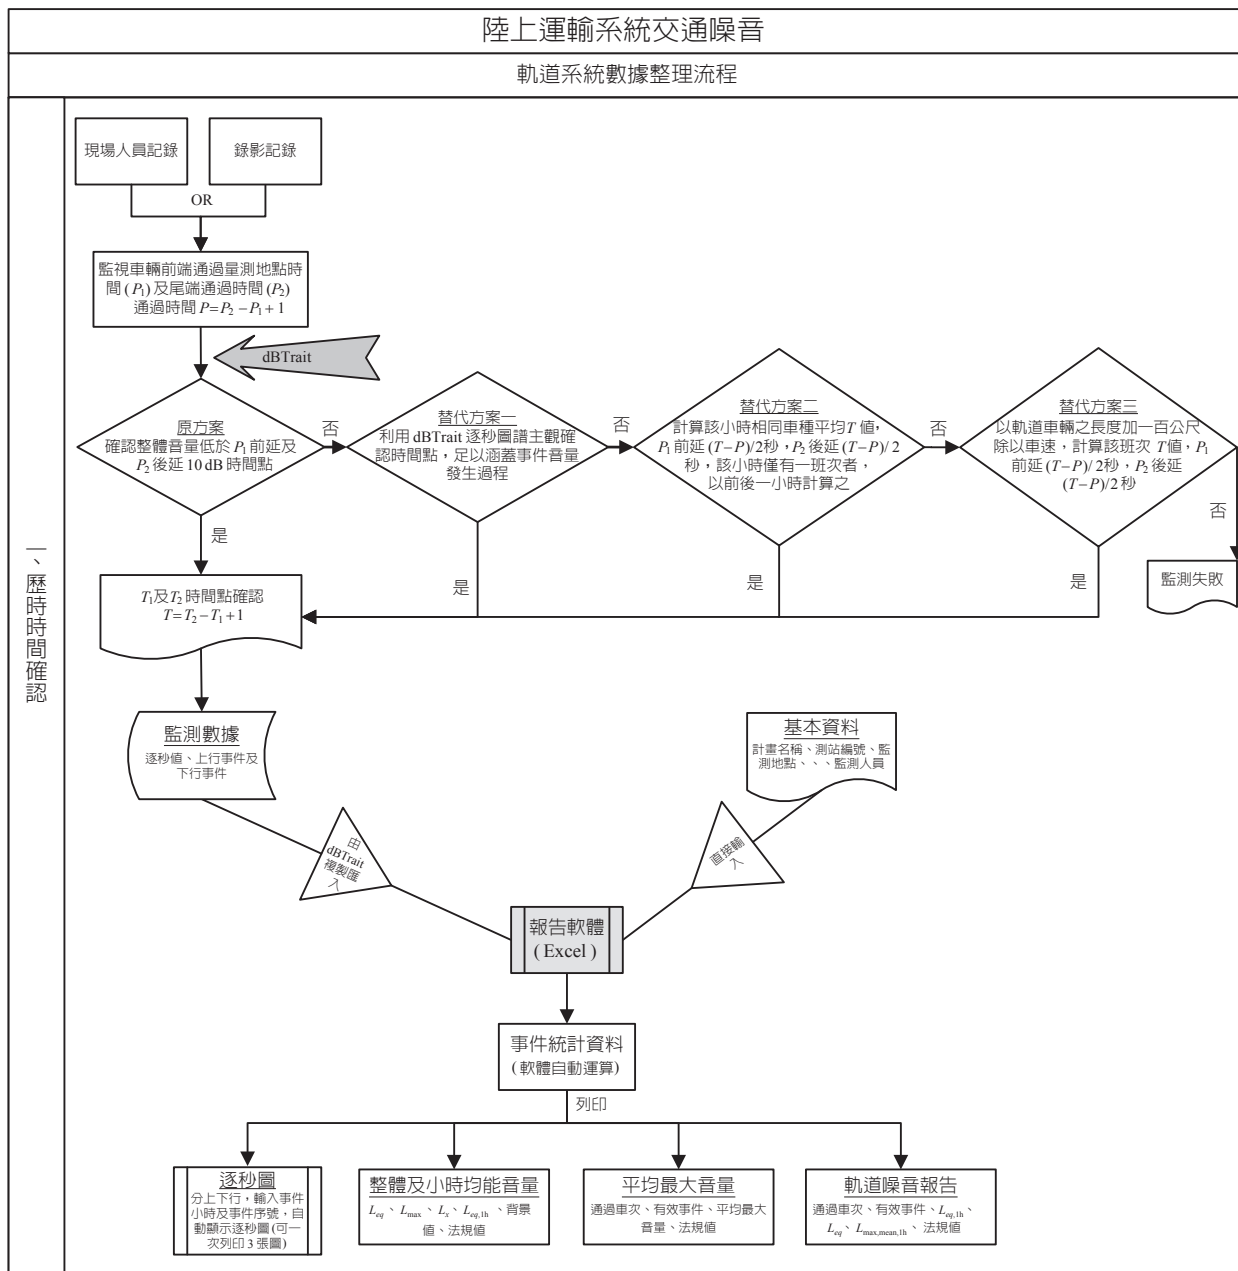 陸上運輸系統交通噪音
軌道系統數據整理流程
一、歷時時間確認
現場人員記錄
錄影記錄
OR
監視車輛前端通過量測地點時
間(P₁)及尾端通過時間(P₂)
通過時間 P=P₂−P₁+1
dBTrait
原方案
確認整體音量低於 P₁前延及
P₂後延 10 dB 時間點
否
替代方案一
利用 dBTrait 逐秒圖譜主觀確
認時間點，足以涵蓋事件音量
發生過程
否
替代方案二
計算該小時相同車種平均T 值，
P₁前延(T−P)/2秒，P₂後延(T−P)/2
秒，該小時僅有一班次者，
以前後一小時計算之
否
替代方案三
以軌道車輛之長度加一百公尺
除以車速，計算該班次 T值，P₁
前延(T−P)/2秒，P₂後延
(T−P)/2 秒
否
是
是
是
是
監測失敗
T₁及T₂時間點確認
T=T₂−T₁+1
監測數據
逐秒值、上行事件及
下行事件
基本資料
計畫名稱、測站編號、監
測地點、、、監測人員
由
dBTrait
複製匯
入
直接輸
入
報告軟體
(Excel)
事件統計資料
(軟體自動運算)
列印
逐秒圖
分上下行，輸入事件
小時及事件序號，自
動顯示逐秒圖(可一
次列印 3 張圖)
整體及小時均能音量
Leq、Lmax、Lx、Leq,1h、背景
值、法規值
平均最大音量
通過車次、有效事件、平均最大
音量、法規值
軌道噪音報告
通過車次、有效事件、Leq,1h、
Leq、Lmax,mean,1h、法規值